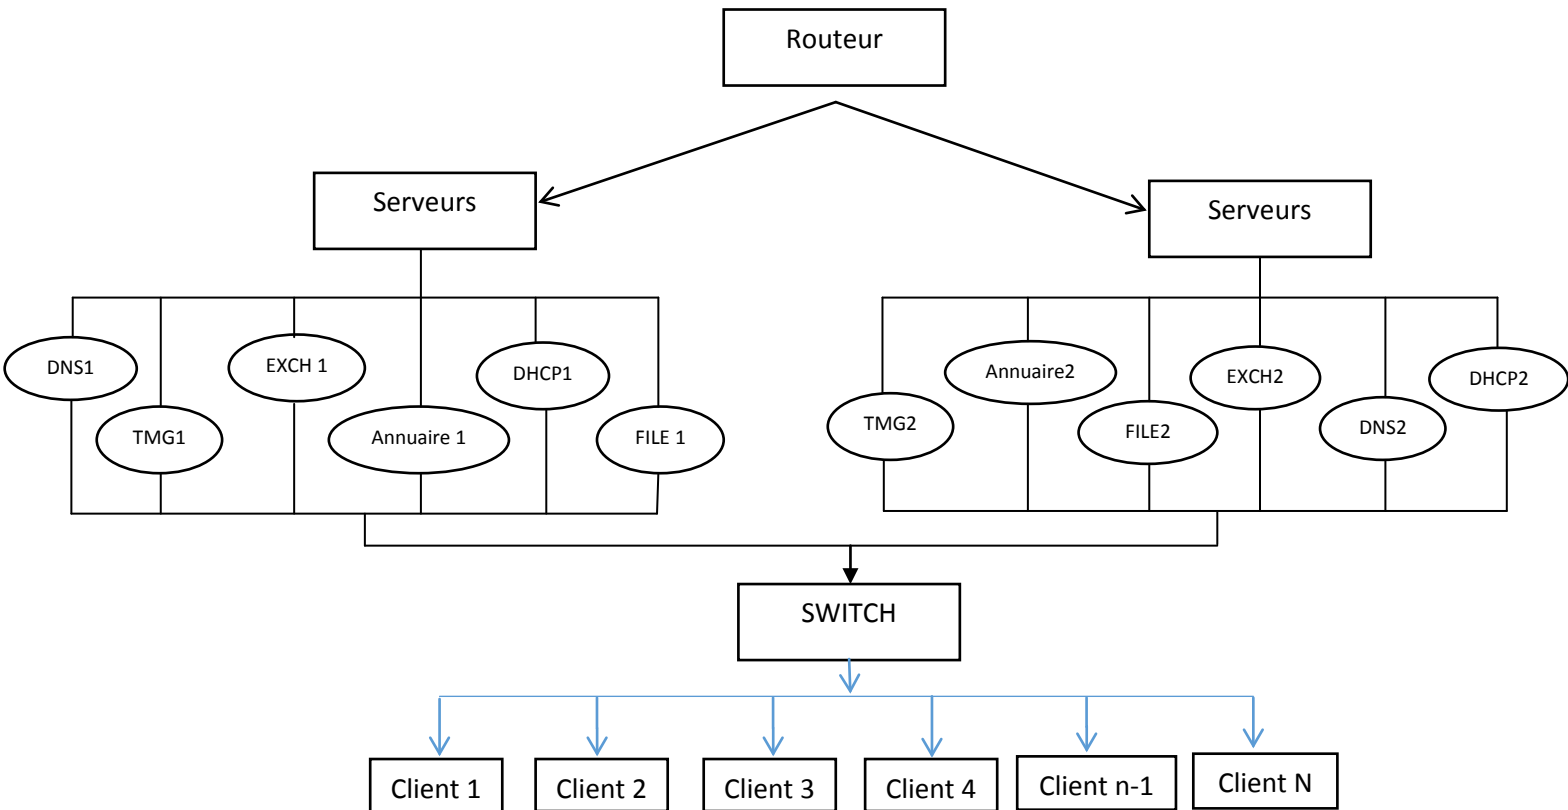 Routeur
Serveurs
Serveurs
DNS1
TMG1
EXCH 1
Annuaire 1
DHCP1
FILE 1
TMG2
Annuaire2
FILE2
EXCH2
DNS2
DHCP2
SWITCH
Client 1
Client 2
Client 3
Client 4
Client n-1
Client N